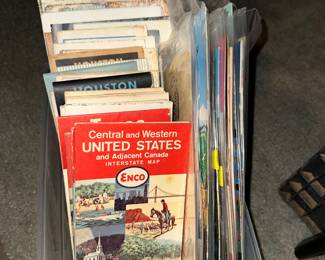 HOUSTON
Central and Western
UNITED STATES
and Adjacent Canada
INTERSTATE MAP
ENCO